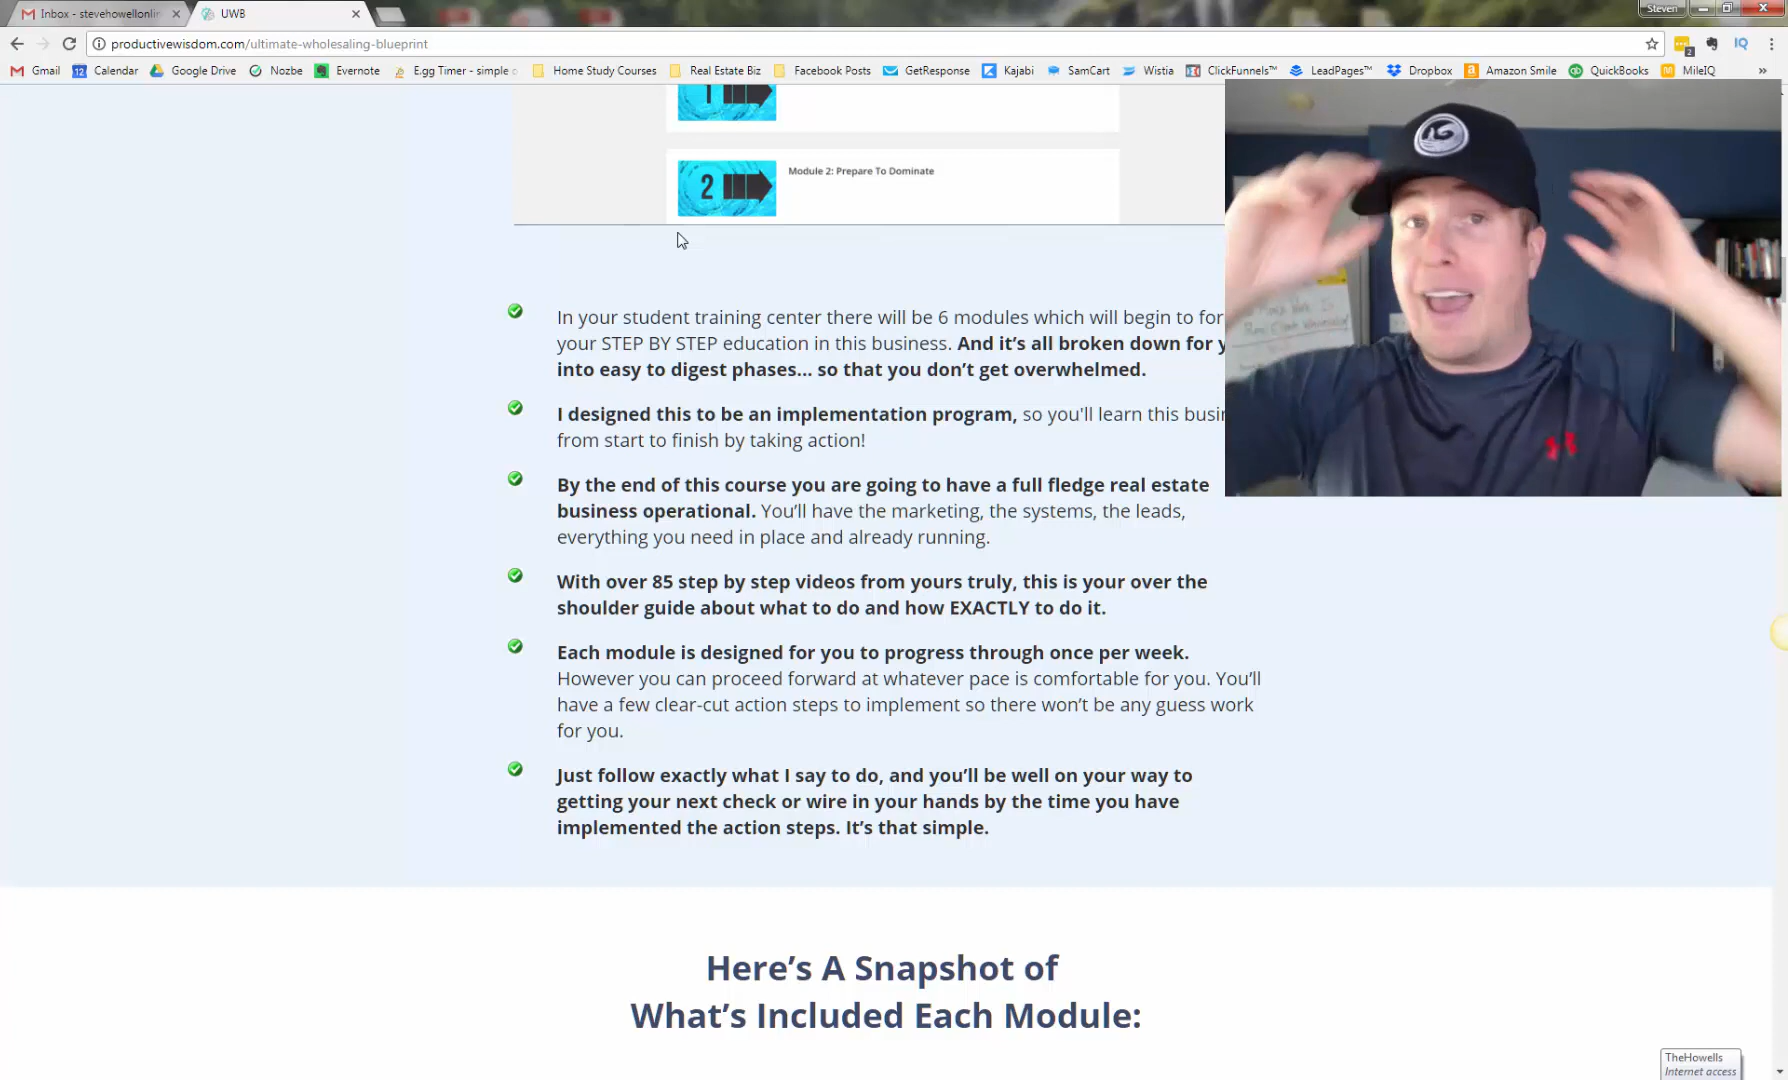 Inbox - stevehowellonlin
UWB
Steven
productivewisdom.com/ultimate-wholesaling-blueprint
2
IQ
Gmail
12
Calendar
Google Drive
Nozbe
Evernote
E.gg Timer - simple c
Home Study Courses
Real Estate Biz
Facebook Posts
GetResponse
Kajabi
SamCart
Wistia
ClickFunnels™
LeadPages™
Dropbox
Amazon Smile
QuickBooks
MileIQ
1
2
Module 2: Prepare To Dominate
In your student training center there will be 6 modules which will begin to for
your STEP BY STEP education in this business. And it’s all broken down for y
into easy to digest phases... so that you don’t get overwhelmed.
I designed this to be an implementation program, so you'll learn this busin
from start to finish by taking action!
By the end of this course you are going to have a full fledge real estate
business operational. You’ll have the marketing, the systems, the leads,
everything you need in place and already running.
With over 85 step by step videos from yours truly, this is your over the
shoulder guide about what to do and how EXACTLY to do it.
Each module is designed for you to progress through once per week.
However you can proceed forward at whatever pace is comfortable for you. You’ll
have a few clear-cut action steps to implement so there won’t be any guess work
for you.
Just follow exactly what I say to do, and you’ll be well on your way to
getting your next check or wire in your hands by the time you have
implemented the action steps. It’s that simple.
Here’s A Snapshot of
What’s Included Each Module:
TheHowells
Internet access